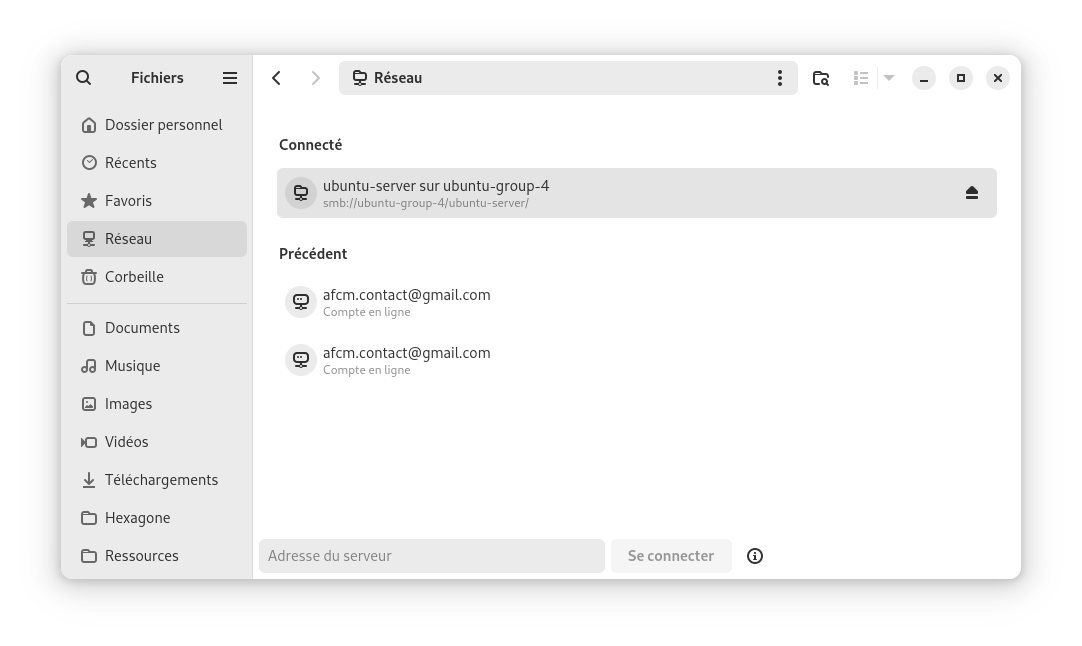 Fichiers
Réseau
Dossier personnel
Récents
Favoris
Réseau
Corbeille
Documents
Musique
Images
Vidéos
Téléchargements
Hexagone
Ressources
Connecté
ubuntu-server sur ubuntu-group-4
smb://ubuntu-group-4/ubuntu-server/
Précédent
afcm.contact@gmail.com
Compte en ligne
afcm.contact@gmail.com
Compte en ligne
Adresse du serveur
Se connecter